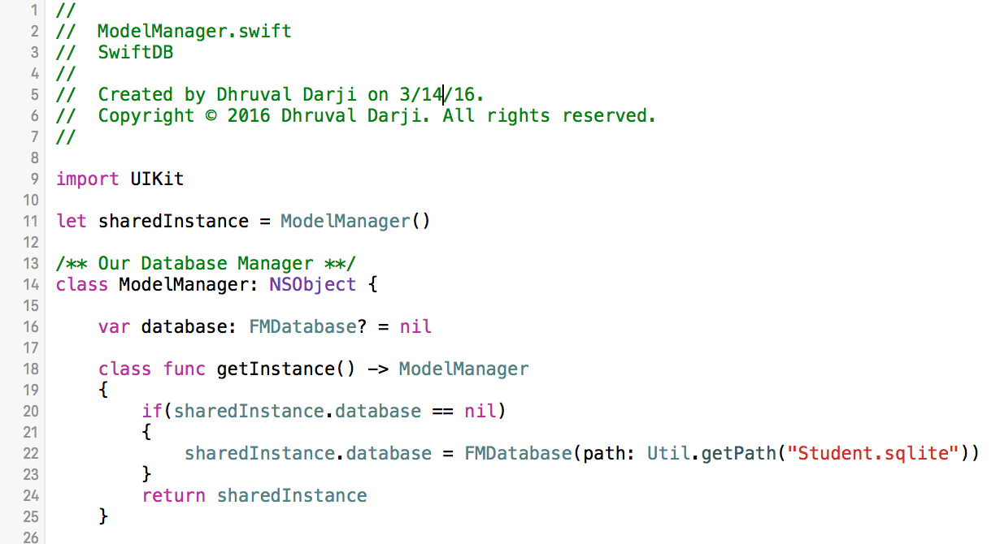 1 //
2 // ModelManager.swift
3 // SwiftDB
4 //
5 // Created by Dhruval Darji on 3/14/16.
6 // Copyright © 2016 Dhruval Darji. All rights reserved.
7 //
8
9 import UIKit
10
11 let sharedInstance = ModelManager()
12
13 /** Our Database Manager **/
14 class ModelManager: NSObject {
15
16     var database: FMDatabase? = nil
17
18     class func getInstance() -> ModelManager
19     {
20         if(sharedInstance.database == nil)
21         {
22             sharedInstance.database = FMDatabase(path: Util.getPath("Student.sqlite"))
23         }
24         return sharedInstance
25     }
26